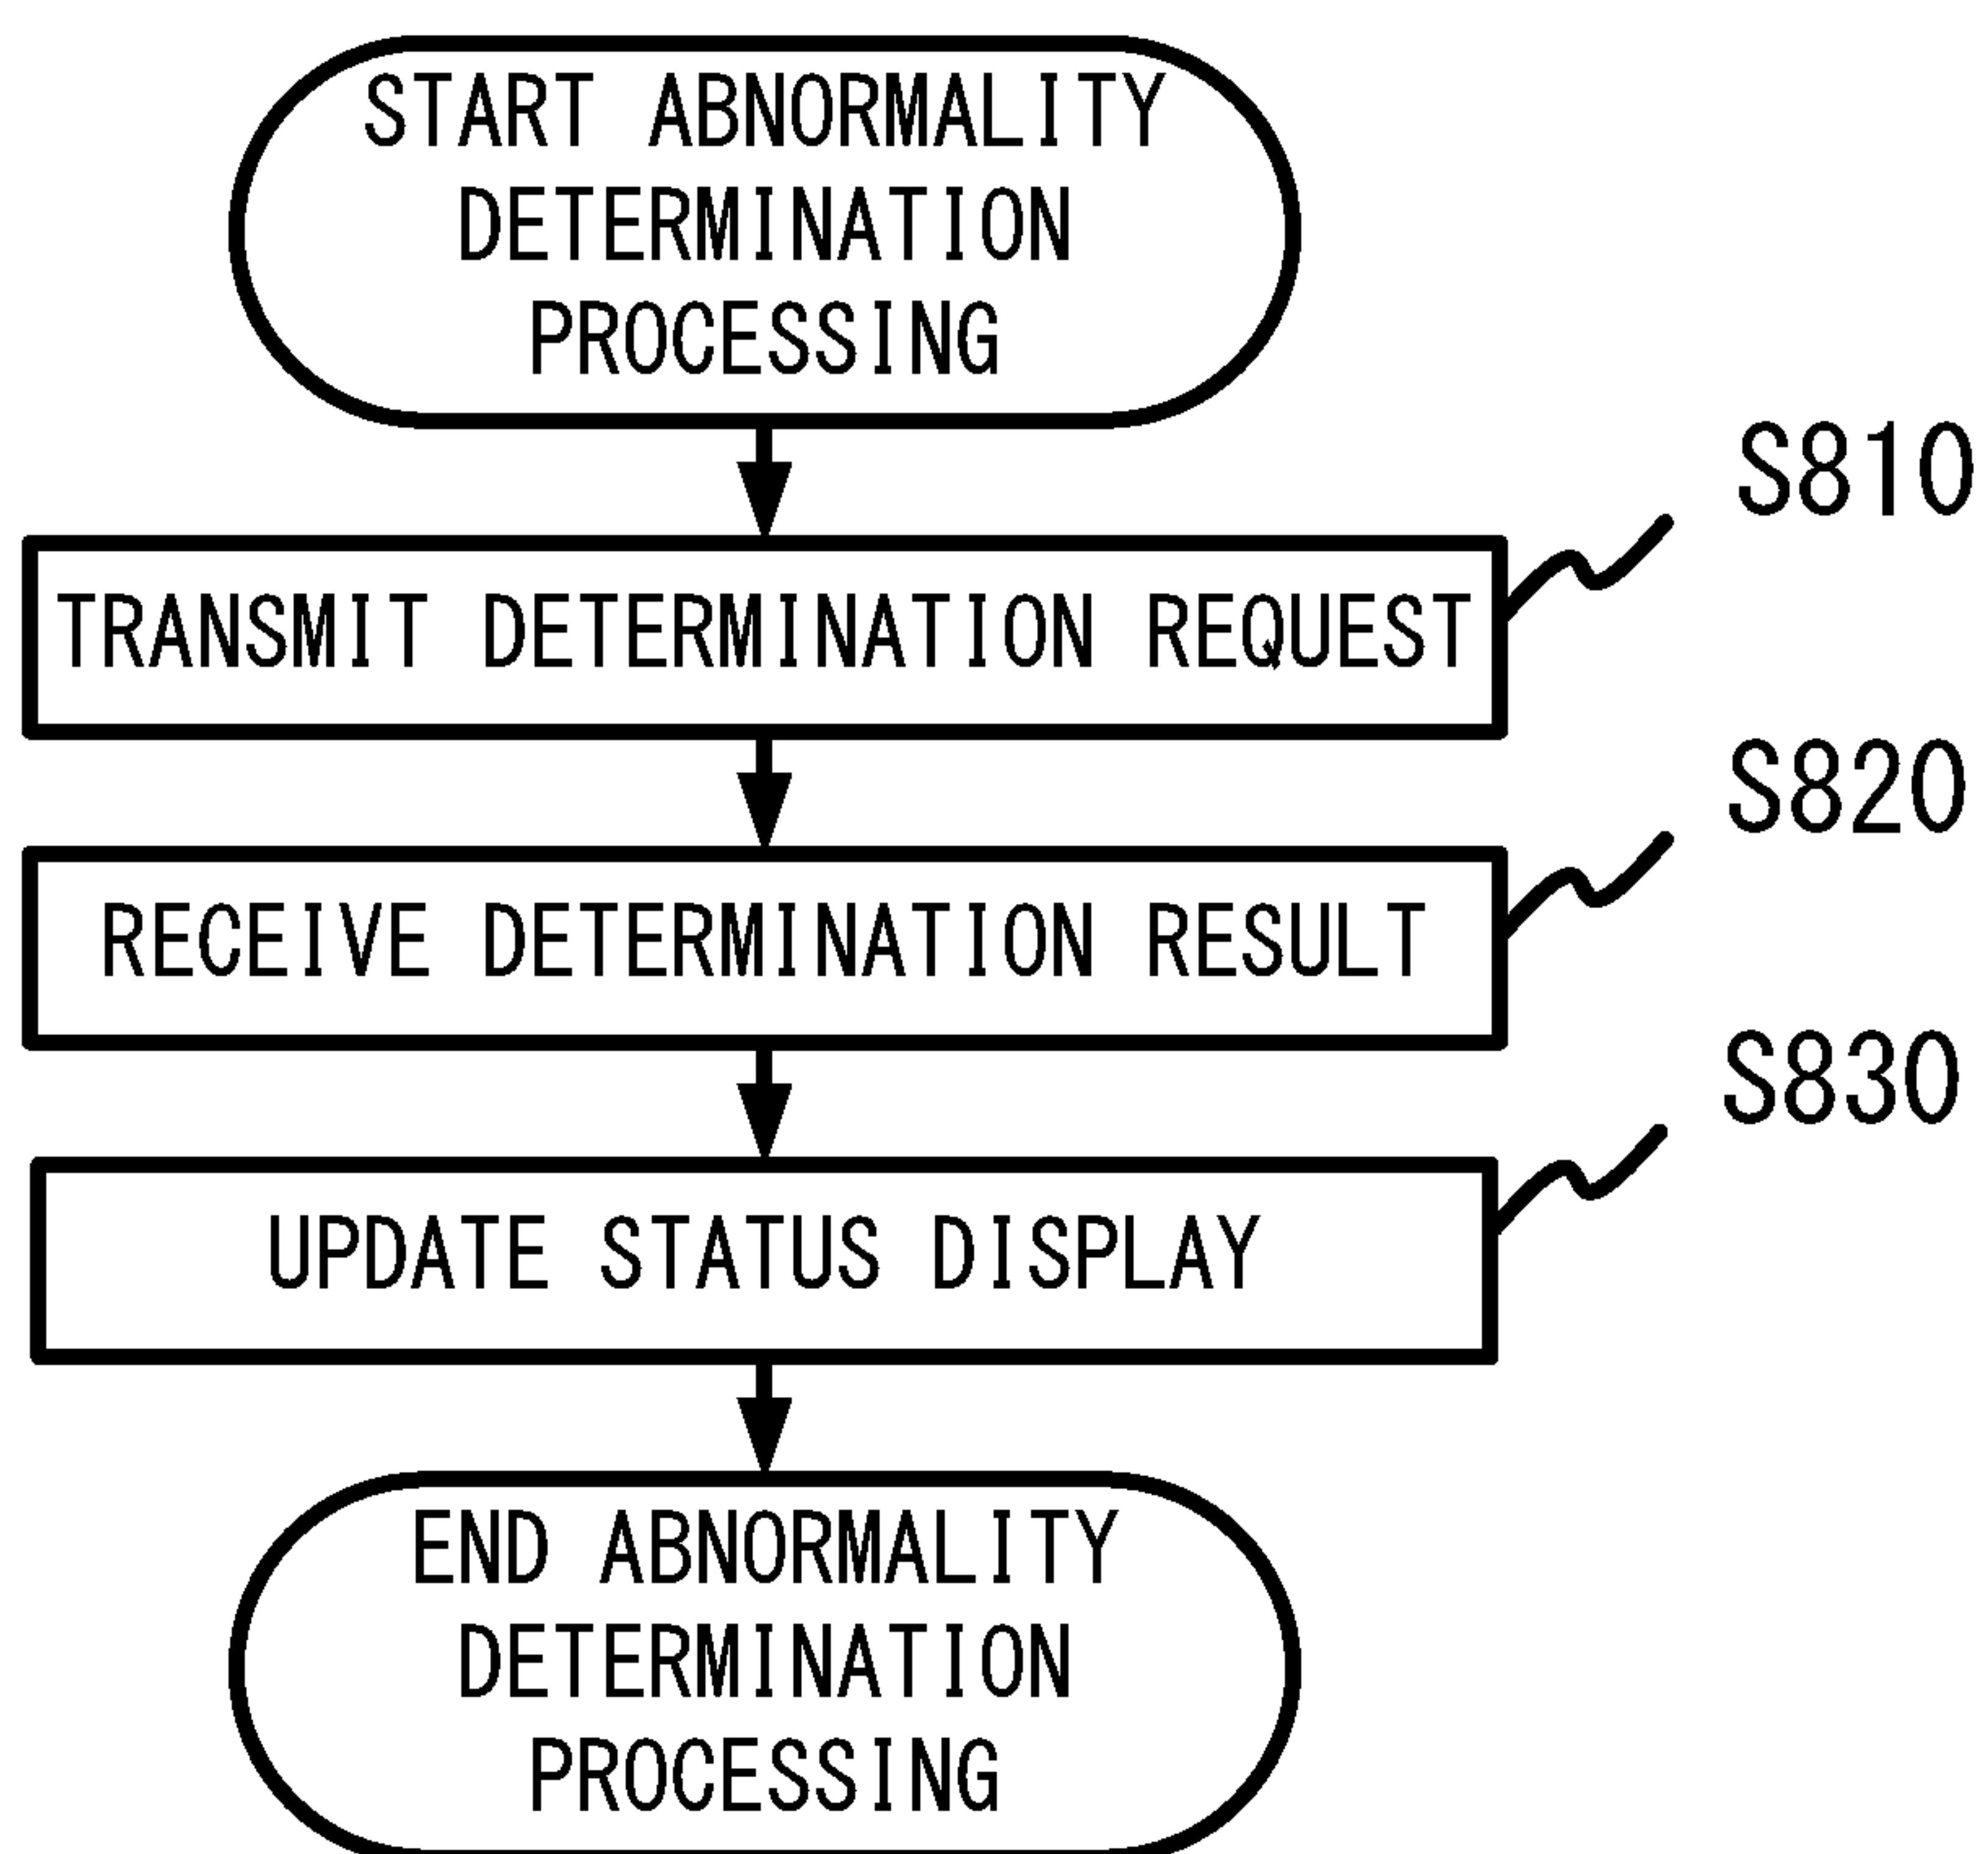 START ABNORMALITY
DETERMINATION
PROCESSING
S810
TRANSMIT DETERMINATION REQUEST
S820
RECEIVE DETERMINATION RESULT
S830
UPDATE STATUS DISPLAY
END ABNORMALITY
DETERMINATION
PROCESSING